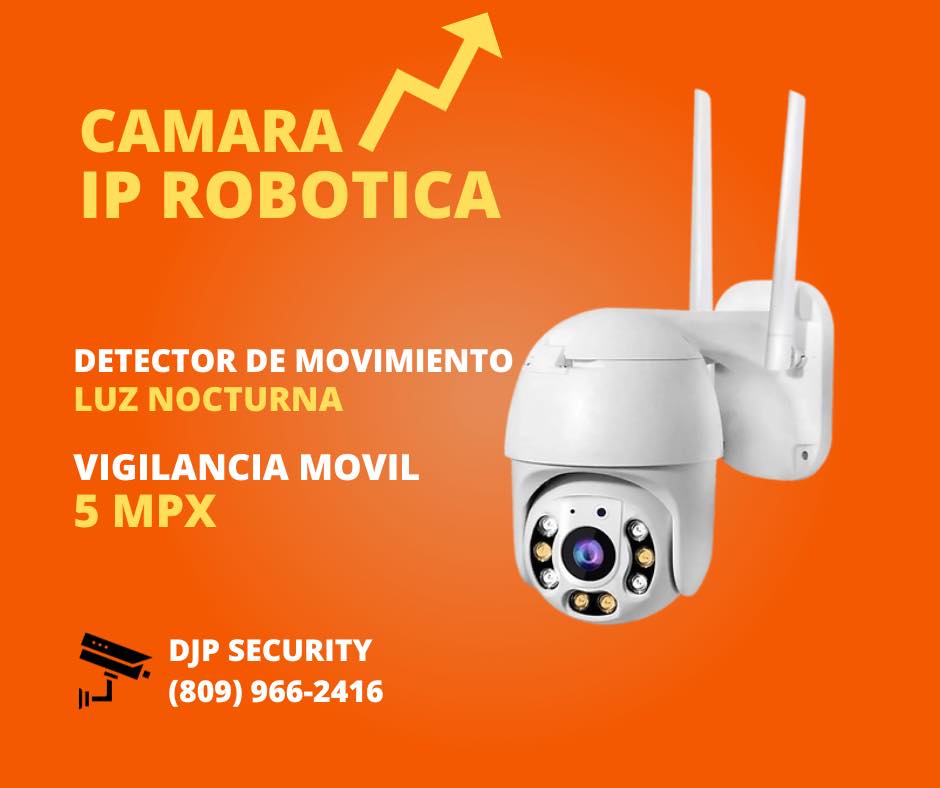 CAMARA
IP ROBOTICA
DETECTOR DE MOVIMIENTO
LUZ NOCTURNA
VIGILANCIA MOVIL
5 MPX
DJP SECURITY
(809) 966-2416